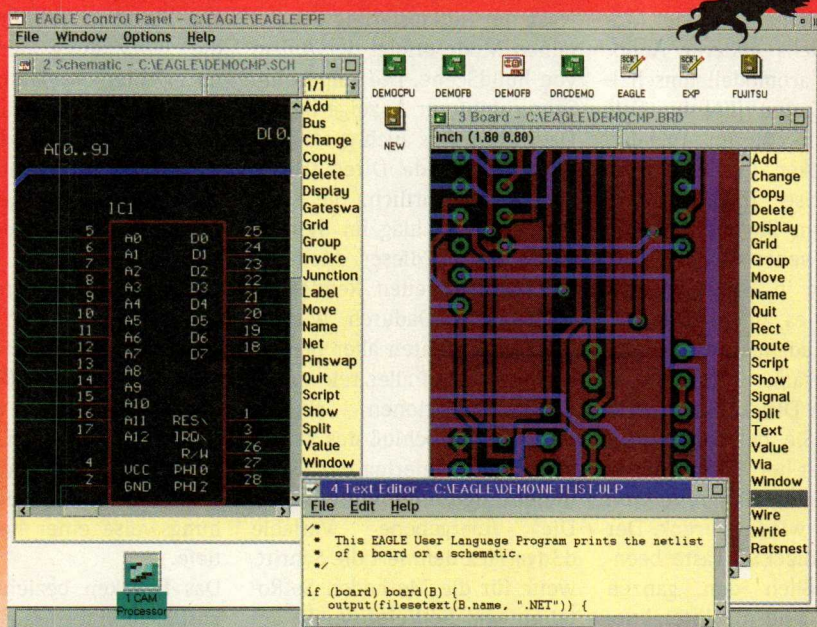 EAGLE Control Panel - C:\EAGLE\EAGLE.EPF
File Window Options Help
2 Schematic - C:\EAGLE\DEMOCMP.SCH
1/1
Add
Bus
Change
Copy
Delete
Display
Gateswa
Grid
Group
Invoke
Junction
Label
Move
Name
Net
Pinswap
Quit
Script
Show
Split
Value
Window
A[0..9]
D[0.
IC1
5 A0 D0 25
6 A1 D1 24
7 A2 D2 23
8 A3 D3 22
9 A4 D4 21
10 A5 D5 20
11 A6 D6 19
12 A7 D7 18
13 A8
14 A9
15 A10
16 A11 RES\ 1
17 A12 IRQ\ 3
R/W 26
4 VCC PHI0 27
2 GND PHI2 28
DEMOCPU
DEMOFB
DEMOFB
DRCDEMO
EAGLE
EXP
FUJITSU
NEW
3 Board - C:\EAGLE\DEMOCMP.BRD
inch (1.80 0.80)
Add
Change
Copy
Delete
Display
Grid
Group
Move
Name
Quit
Rect
Route
Script
Show
Signal
Split
Text
Value
Via
Window
;
Wire
Write
Ratsnest
4 Text Editor - C:\EAGLE\DEMO\NETLIST.ULP
File Edit Help
/*
* This EAGLE User Language Program prints the netlist
* of a board or a schematic.
*/
if (board) board(B) {
output(filesetext(B.name, ".NET")) {
1 CAM
Processor